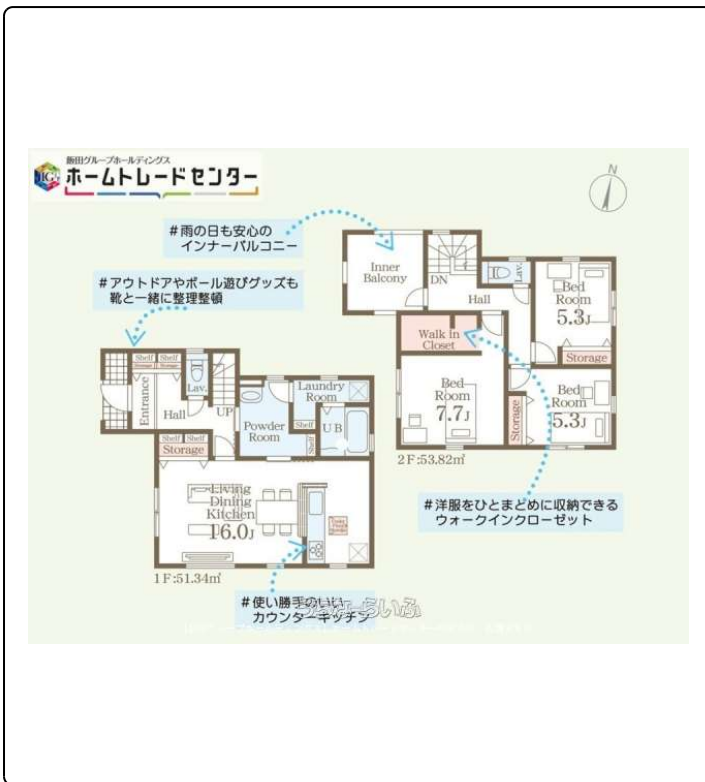 飯田グループホールディングス
IG
ホームトレードセンター
N
#雨の日も安心の
インナーバルコニー
#アウトドアやボール遊びグッズも
靴と一緒に整理整頓
Inner
Balcony
DN
Hall
Lav.
Bed
Room
5.3J
Storage
Walk in
Closet
Bed
Room
7.7J
Storage
Bed
Room
5.3J
2F:53.82㎡
Shelf
Shelf
Storage
Storage
Entrance
Hall
Lav.
UP
Powder
Room
Laundry
Room
Shelf
UB
Shelf
Shelf
Shelf
Storage
Living
Dining
Kitchen
16.0J
1F:51.34㎡
#洋服をひとまとめに収納できる
ウォークインクローゼット
#使い勝手のいい
カウンターキッチン